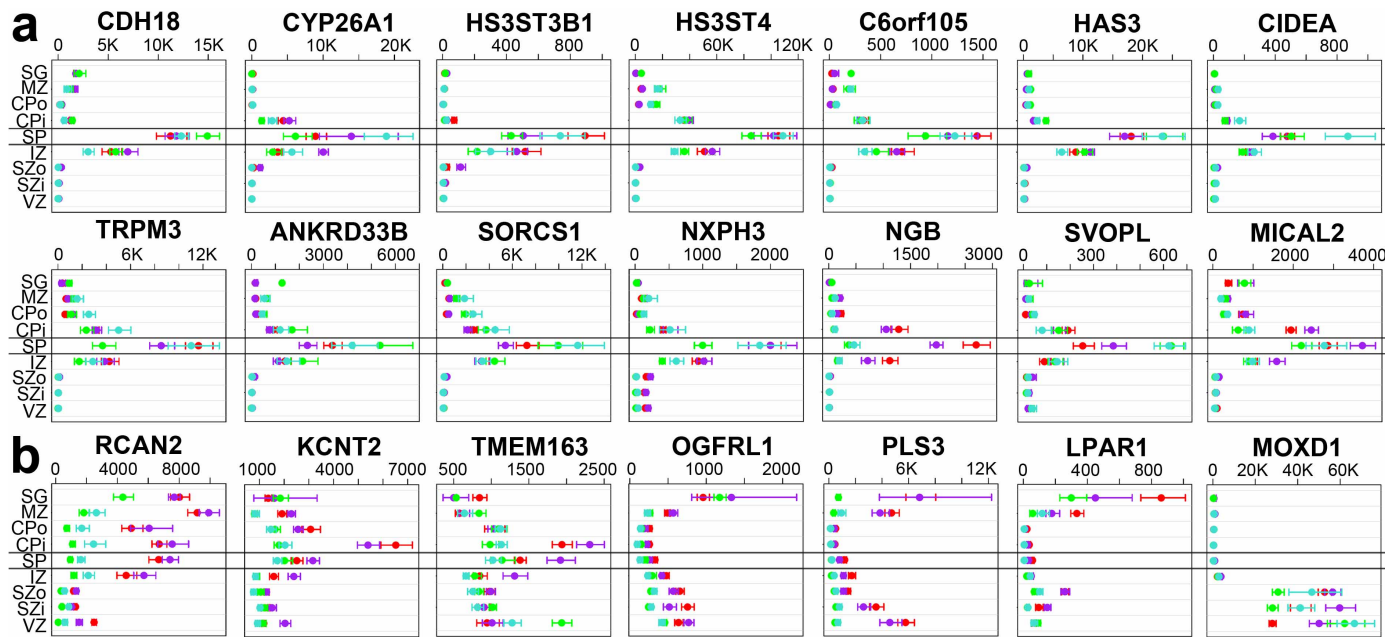 a
CDH18 CYP26A1 HS3ST3B1 HS3ST4 C6orf105 HAS3 CIDEA
0 5K 10K 15K 0 10K 20K 0 400 800 0 60K 120K 500 1000 1500 0 10K 20K 0 400 800
SG
MZ
CPo
CPi
SP
IZ
SZo
SZi
VZ
TRPM3 ANKRD33B SORCS1 NXPH3 NGB SVOPL MICAL2
0 6K 12K 0 3000 6000 0 6K 12K 0 1000 2000 0 1500 3000 0 300 600 0 2000 4000
SG
MZ
CPo
CPi
SP
IZ
SZo
SZi
VZ
b
RCAN2 KCNT2 TMEM163 OGFRL1 PLS3 LPAR1 MOXD1
0 4000 8000 1000 4000 7000 500 1500 2500 0 1000 2000 0 6K 12K 0 400 800 0 20K 40K 60K
SG
MZ
CPo
CPi
SP
IZ
SZo
SZi
VZ